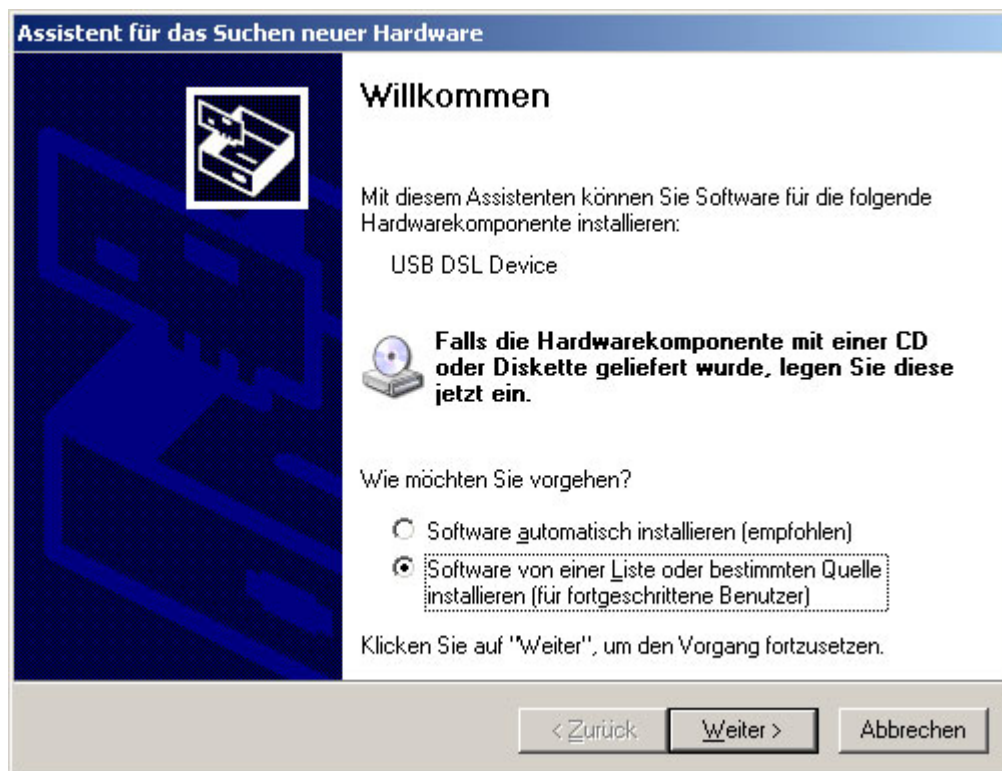 Assistent für das Suchen neuer Hardware
Willkommen
Mit diesem Assistenten können Sie Software für die folgende
Hardwarekomponente installieren:
USB DSL Device
Falls die Hardwarekomponente mit einer CD
oder Diskette geliefert wurde, legen Sie diese
jetzt ein.
Wie möchten Sie vorgehen?
Software automatisch installieren (empfohlen)
Software von einer Liste oder bestimmten Quelle
installieren (für fortgeschrittene Benutzer)
Klicken Sie auf "Weiter", um den Vorgang fortzusetzen.
< Zurück Weiter > Abbrechen